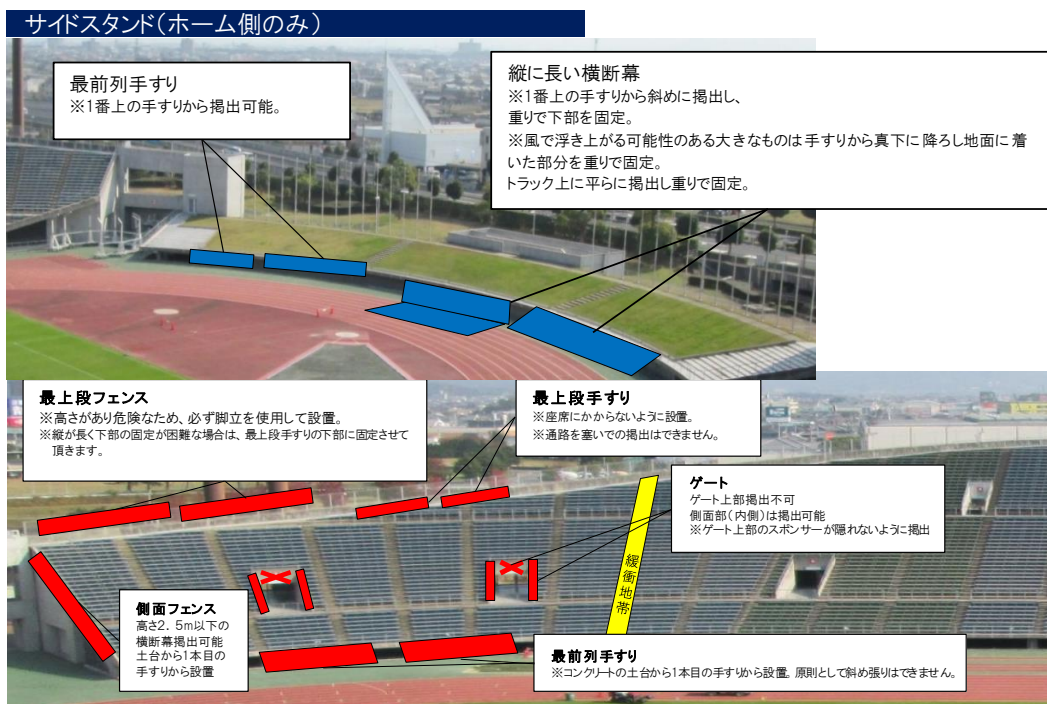 サイドスタンド(ホーム側のみ)
最前列手すり
※1番上の手すりから掲出可能。
縦に長い横断幕
※1番上の手すりから斜めに掲出し、
重りで下部を固定。
※風で浮き上がる可能性のある大きなものは手すりから真下に降ろし地面に着
いた部分を重りで固定。
トラック上に平らに掲出し重りで固定。
最上段フェンス
※高さがあり危険なため、必ず脚立を使用して設置。
※縦が長く下部の固定が困難な場合は、最上段手すりの下部に固定させて
頂きます。
最上段手すり
※座席にかからないように設置。
※通路を塞いでの掲出はできません。
ゲート
ゲート上部掲出不可
側面部(内側)は掲出可能
※ゲート上部のスポンサーが隠れないように掲出
緩衝地帯
側面フェンス
高さ2.5m以下の
横断幕掲出可能
土台から1本目の
手すりから設置
最前列手すり
※コンクリートの土台から1本目の手すりから設置。原則として斜め張りはできません。